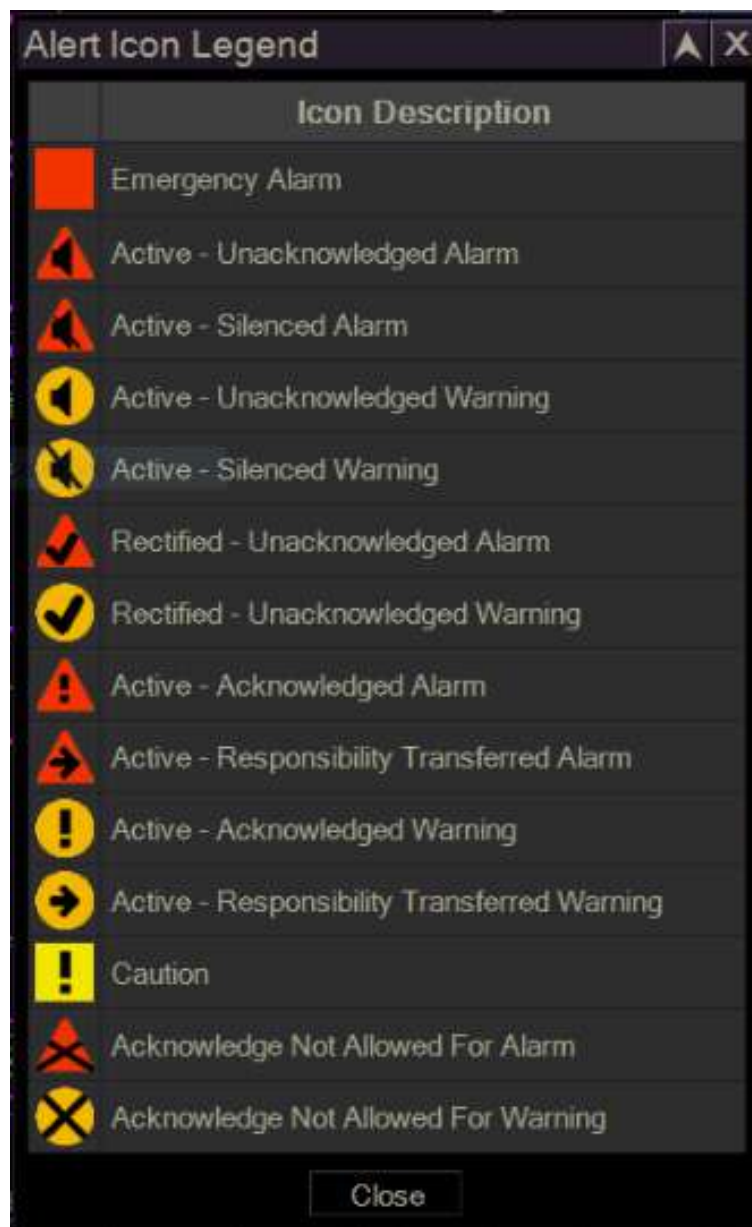 Alert Icon Legend
X
Icon Description
Emergency Alarm
Active - Unacknowledged Alarm
Active - Silenced Alarm
Active - Unacknowledged Warning
Active - Silenced Warning
Rectified - Unacknowledged Alarm
Rectified - Unacknowledged Warning
Active - Acknowledged Alarm
Active - Responsibility Transferred Alarm
Active - Acknowledged Warning
Active - Responsibility Transferred Warning
Caution
Acknowledge Not Allowed For Alarm
Acknowledge Not Allowed For Warning
Close